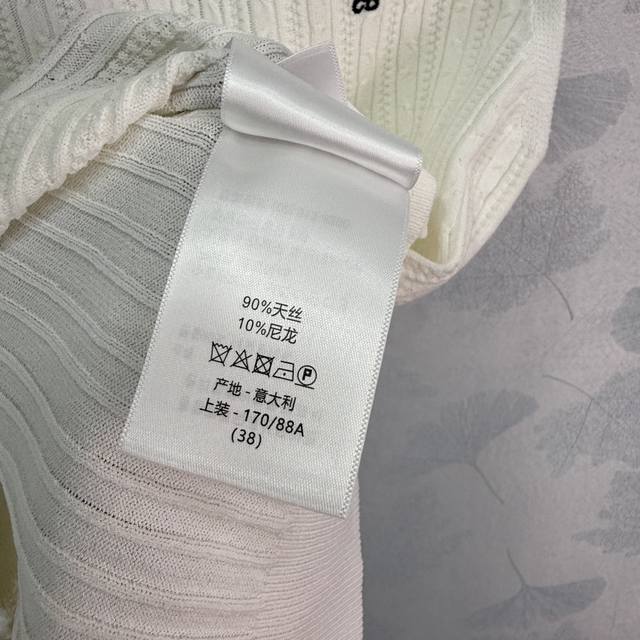 90%天丝
10%尼龙
P
产地 - 意大利
上装 - 170/88A
(38)